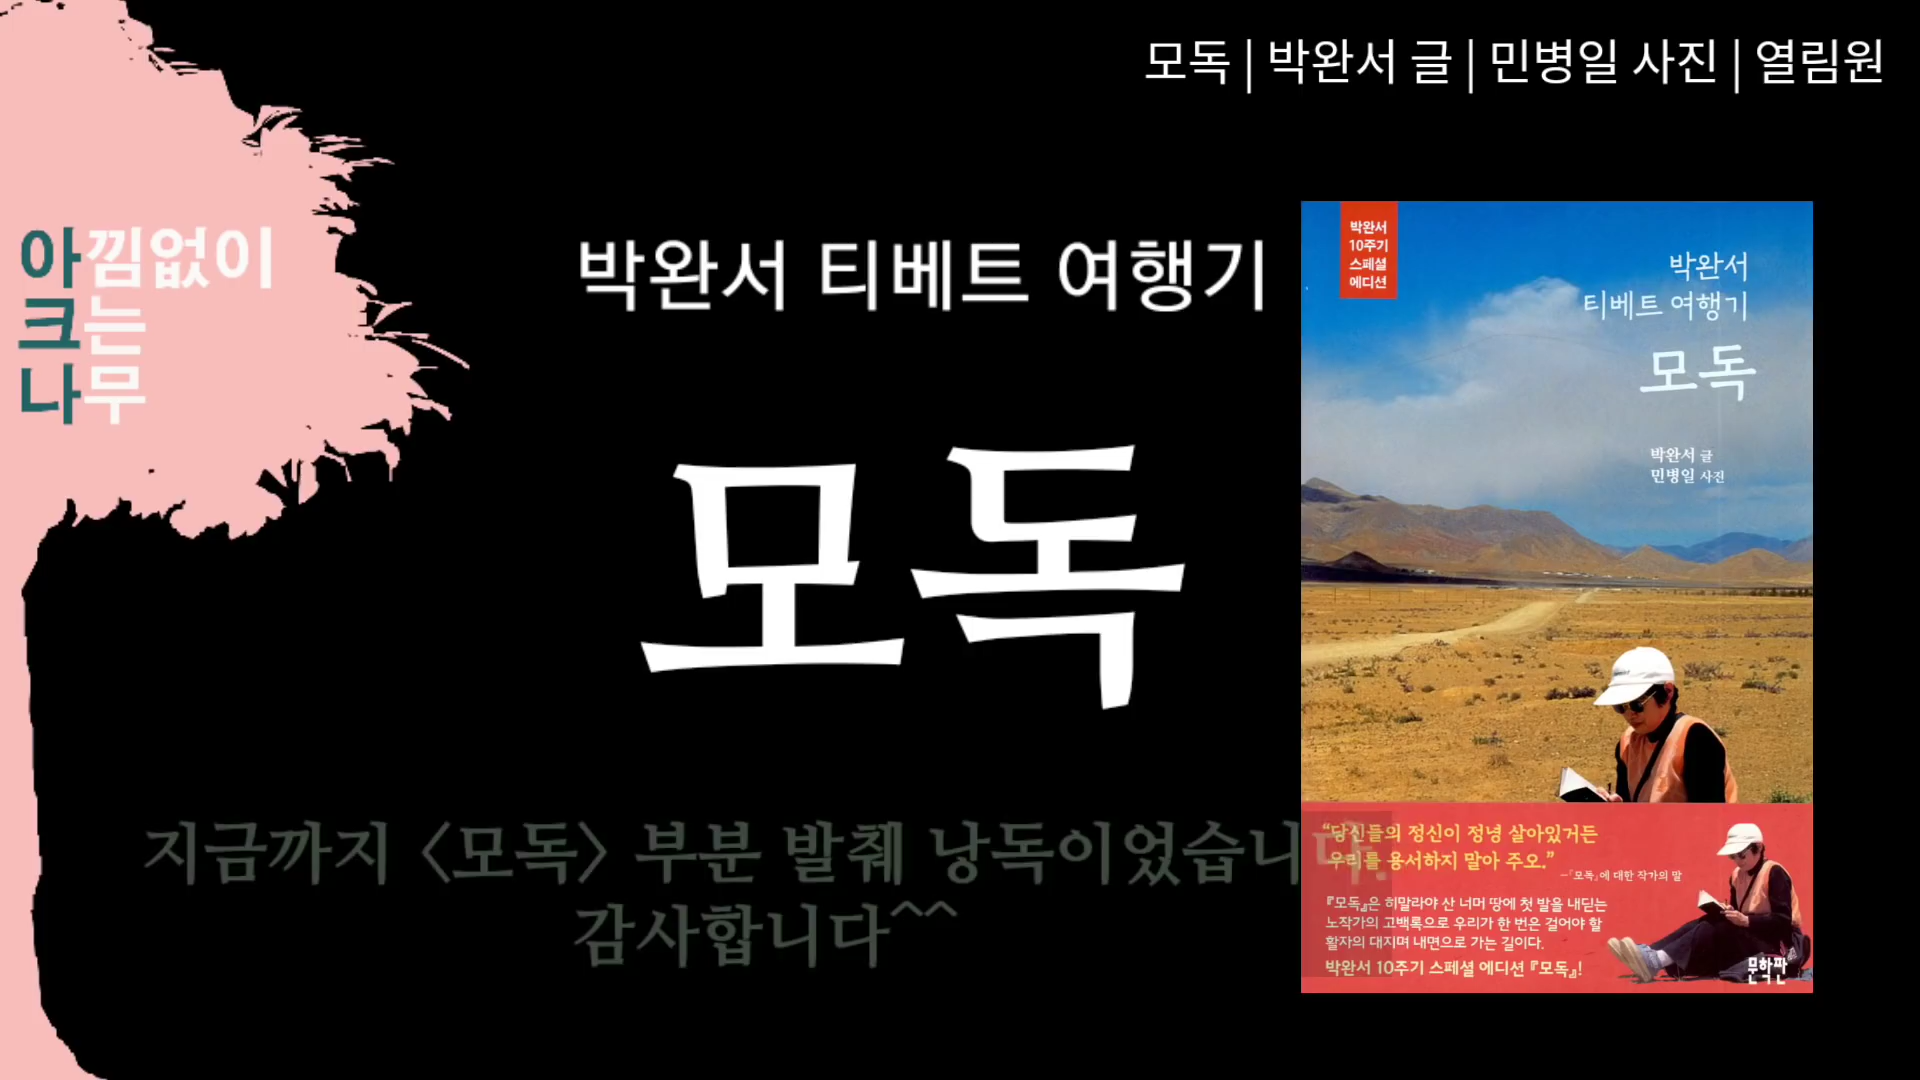 모독 | 박완서 글 | 민병일 사진 | 열림원
아낌없이
크는
나무
박완서 티베트 여행기
모독
지금까지 <모독> 부분 발췌 낭독이었습니다.
감사합니다^^
박완서
10주기
스페셜
에디션
박완서
티베트 여행기
모독
박완서 글
민병일 사진
“당신들의 정신이 정녕 살아있거든
우리를 용서하지 말아 주오.”
–『모독』에 대한 작가의 말
『모독』은 히말라야 산 너머 땅에 첫 발을 내딛는
노작가의 고백록으로 우리가 한 번은 걸어야 할
활자의 대지며 내면으로 가는 길이다.
박완서 10주기 스페셜 에디션 『모독』!
문학판